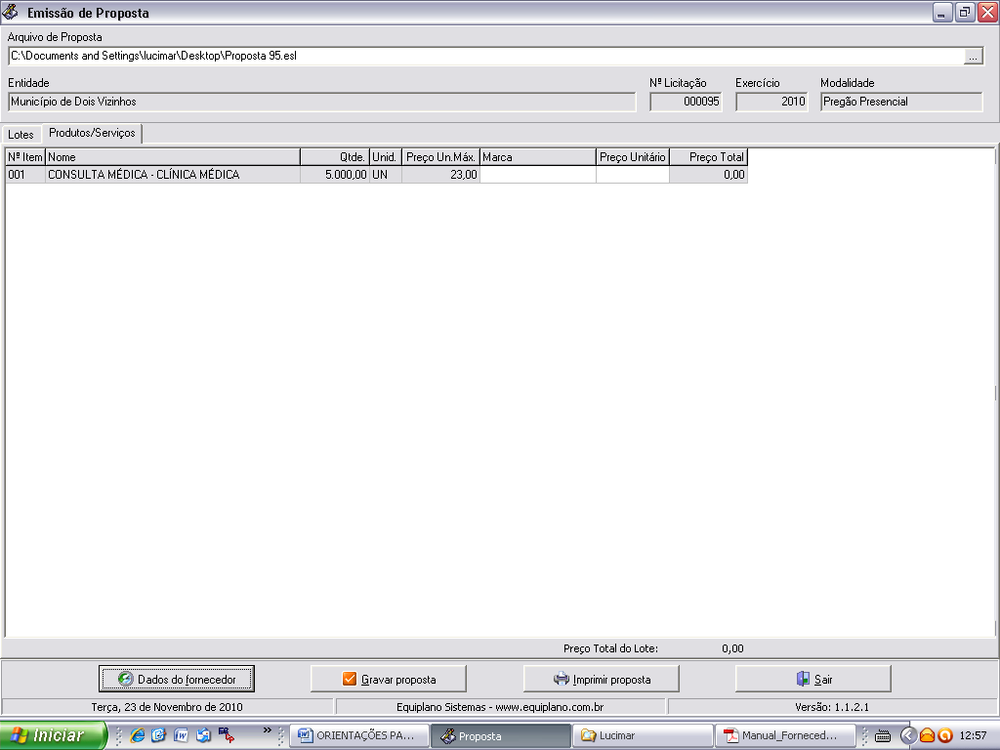 Emissão de Proposta
Arquivo de Proposta
C:\Documents and Settings\lucimar\Desktop\Proposta 95.esl
...
Entidade Nº Licitação Exercício Modalidade
Município de Dois Vizinhos 000095 2010 Pregão Presencial
Lotes Produtos/Serviços
Nº Item Nome Qtde. Unid. Preço Un.Máx. Marca Preço Unitário Preço Total
001 CONSULTA MÉDICA - CLÍNICA MÉDICA 5.000,00 UN 23,00 0,00
Preço Total do Lote: 0,00
Dados do fornecedor Gravar proposta Imprimir proposta Sair
Terça, 23 de Novembro de 2010 Equiplano Sistemas - www.equiplano.com.br Versão: 1.1.2.1
Iniciar » ORIENTAÇÕES PA... Proposta Lucimar Manual_Forneced... 12:57